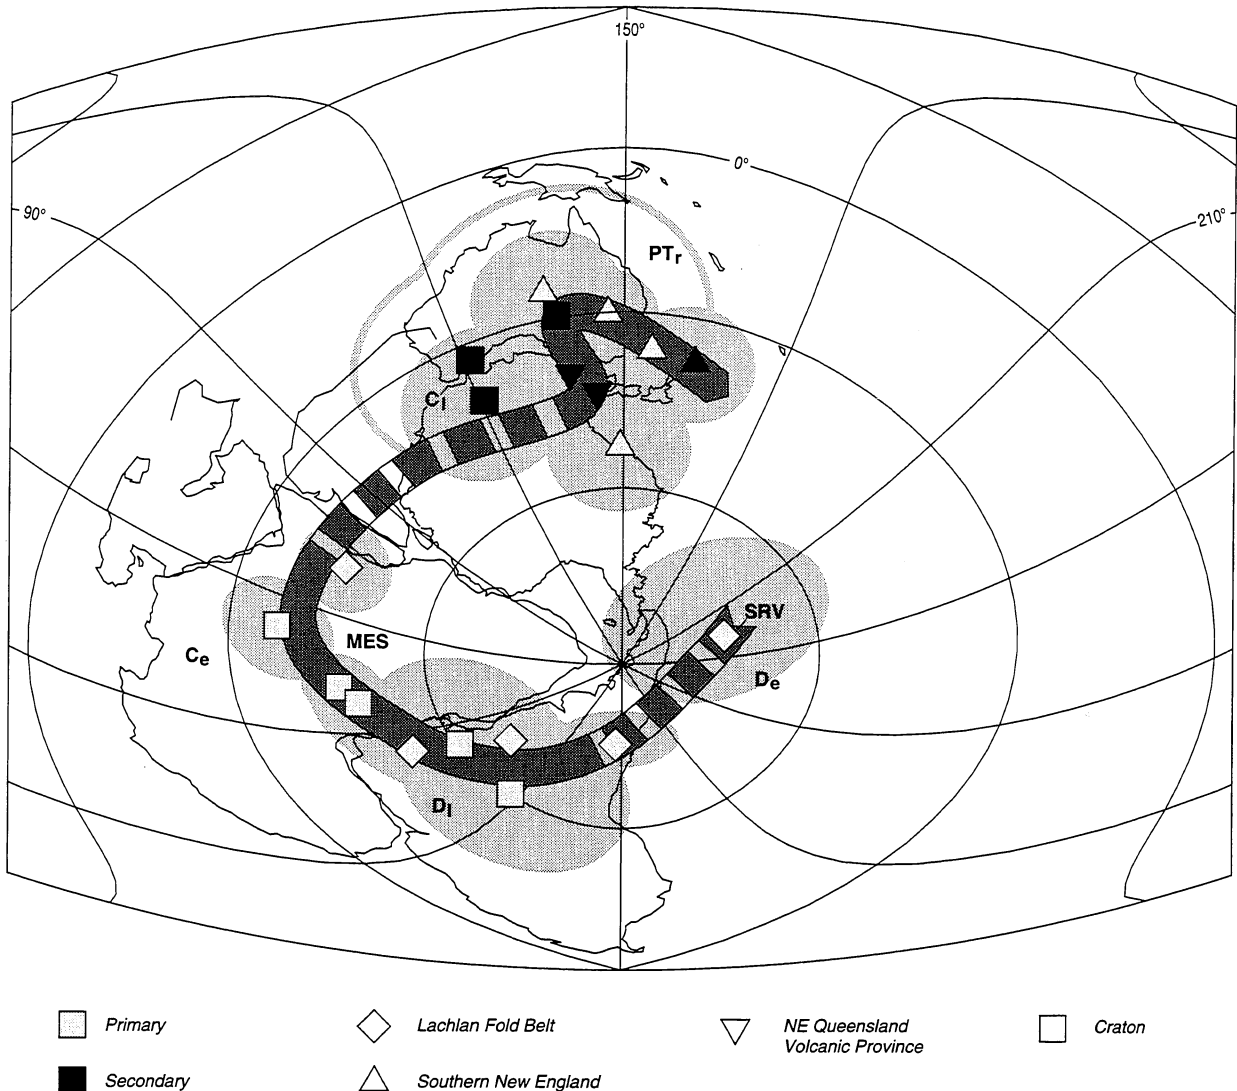 150°
0°
90°
210°
PTr
Cl
SRV
MES
Ce
De
Dl
Primary
Lachlan Fold Belt
NE Queensland
Volcanic Province
Craton
Secondary
Southern New England